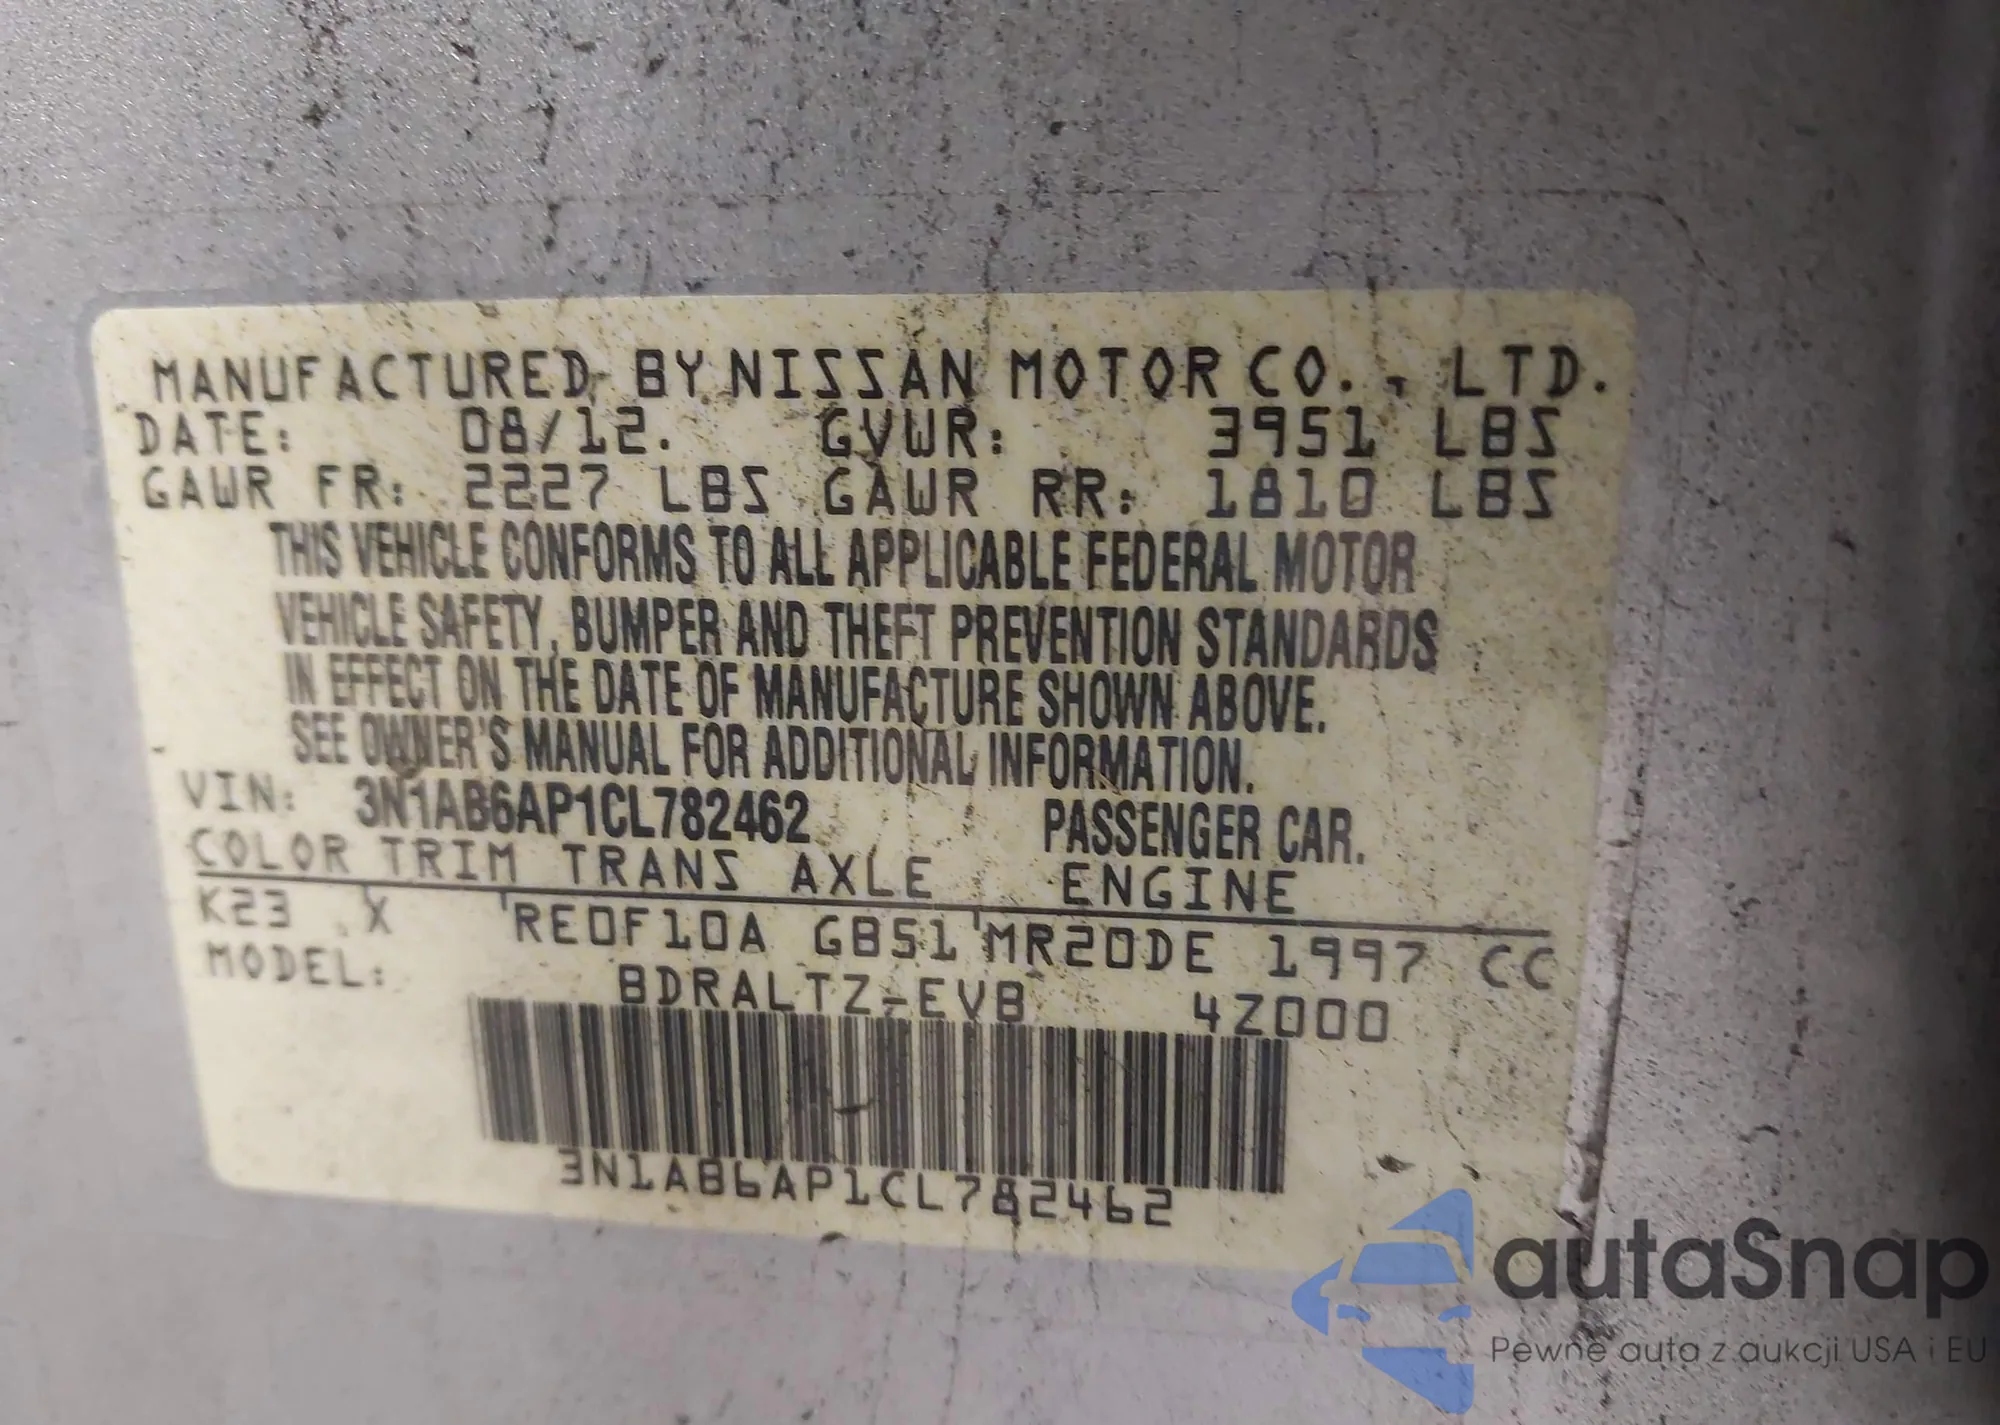 MANUFACTURED BY NISSAN MOTOR CO., LTD.
DATE: 08/12. GVWR: 3951 LBS
GAWR FR: 2227 LBS GAWR RR: 1810 LBS
THIS VEHICLE CONFORMS TO ALL APPLICABLE FEDERAL MOTOR
VEHICLE SAFETY, BUMPER AND THEFT PREVENTION STANDARDS
IN EFFECT ON THE DATE OF MANUFACTURE SHOWN ABOVE.
SEE OWNER'S MANUAL FOR ADDITIONAL INFORMATION.
VIN: 3N1AB6AP1CL782462 PASSENGER CAR.
COLOR TRIM TRANS AXLE ENGINE
K23 X RE0F10A GB51 MR20DE 1997 CC
MODEL: BDRALTZ-EVB 4Z000
3N1AB6AP1CL782462
autaSnap
Pewne auta z aukcji USA i EU